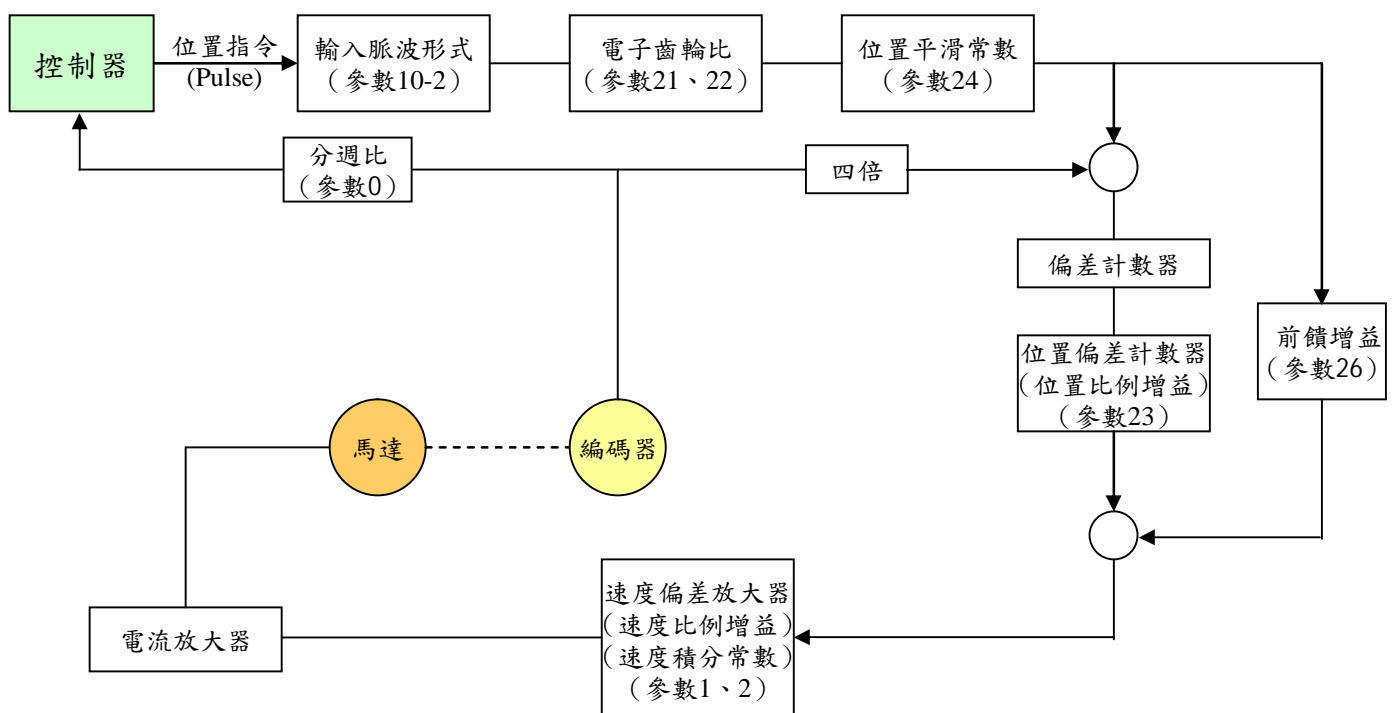 控制器
位置指令
(Pulse)
輸入脈波形式
（參數10-2）
電子齒輪比
（參數21、22）
位置平滑常數
（參數24）
分週比
（參數0）
四倍
偏差計數器
位置偏差計數器
(位置比例增益)
（參數23）
前饋增益
（參數26）
馬達
編碼器
速度偏差放大器
(速度比例增益)
(速度積分常數)
（參數1、2）
電流放大器